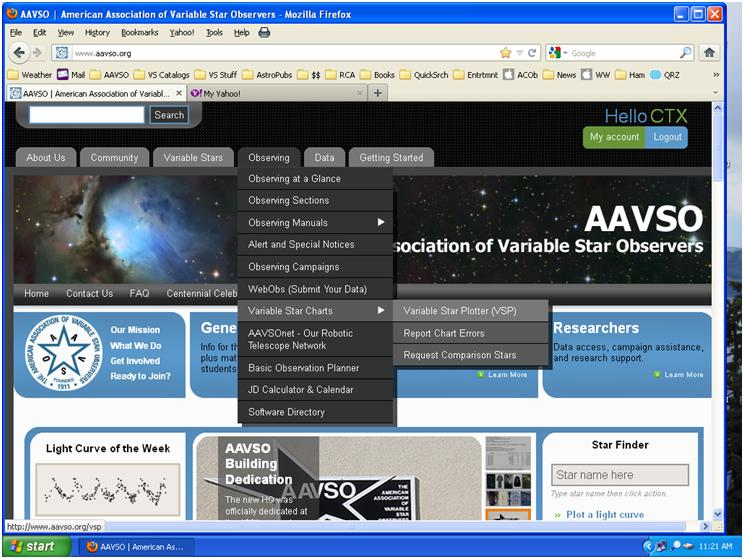 AAVSO | American Association of Variable Star Observers - Mozilla Firefox
File Edit View History Bookmarks Yahoo! Tools Help
www.aavso.org
Google
Weather Mail AAVSO VS Catalogs VS Stuff AstroPubs $$ RCA Books QuickSrch Entrtmnt ACOb News WW Ham QRZ »
AAVSO | American Association of Variabl... My Yahoo!
Search
Hello CTX
My account Logout
About Us Community Variable Stars Observing Data Getting Started
Observing at a Glance
Observing Sections
Observing Manuals
Alert and Special Notices
Observing Campaigns
WebObs (Submit Your Data)
Variable Star Charts
AAVSOnet - Our Robotic
Telescope Network
Basic Observation Planner
JD Calculator & Calendar
Software Directory
Variable Star Plotter (VSP)
Report Chart Errors
Request Comparison Stars
AAVSO
sociation of Variable Star Observers
Home Contact Us FAQ Centennial Celeb
THE AMERICAN ASSOCIATION OF VARIABLE STAR OBSERVERS
FOUNDED
1911
Our Mission
What We Do
Get Involved
Ready to Join?
Gene
Info for th
plus mat
students
Learn More
Researchers
Data access, campaign assistance,
and research support.
Learn More
Light Curve of the Week
AAVSO
Building
Dedication
The new HQ was
officially dedicated at
AAVSO
THE
AMERICAN
ASSOCIATION OF
VARIABLE
STAR
Star Finder
Star name here
Type star name then click action.
» Plot a light curve
http://www.aavso.org/vsp
start
AAVSO | American As...
11:21 AM